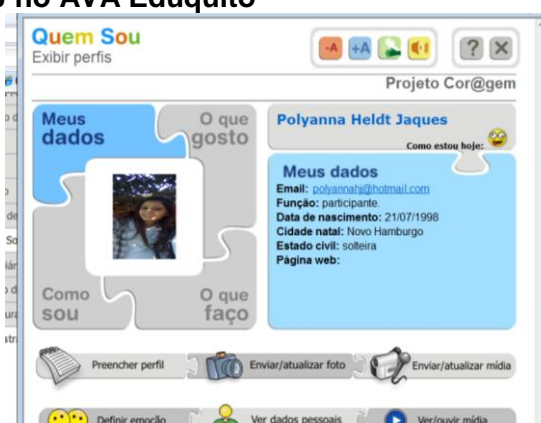 no AVA Eduquito
Quem Sou
Exibir perfis
-A +A ? X
Projeto Cor@gem
Meus dados
O que gosto
Como sou
O que faço
Polyanna Heldt Jaques
Como estou hoje:
Meus dados
Email: polyannahj@hotmail.com
Função: participante.
Data de nascimento: 21/07/1998
Cidade natal: Novo Hamburgo
Estado civil: solteira
Página web:
Preencher perfil
Enviar/atualizar foto
Enviar/atualizar mídia
Definir emoção
Ver dados pessoais
Ver/ouvir mídia